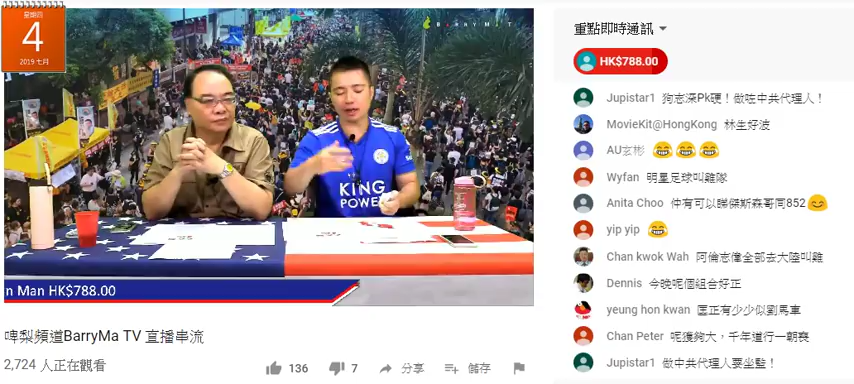 星期四
4
2019 七月
BarryMa TV
KING
POWER
n Man HK$788.00
啤梨頻道BarryMa TV 直播串流
2,724 人正在觀看
136
7
分享
儲存
重點即時通訊
HK$788.00
Jupistar1 狗志深Pk硬！做咗中共代理人！
MovieKit@HongKong 林生好波
AU玄彬 😂😂😂
Wyfan 明星足球叫雞隊
Anita Choo 仲有可以睇傑斯森哥同852😊
yip yip 😂
Chan kwok Wah 阿倫志偉全部去大陸叫雞
Dennis 今晚呢個組合好正
yeung hon kwan 匡正有少少似劉馬車
Chan Peter 呢獲夠大，千年道行一朝喪
Jupistar1 做中共代理人要坐監！